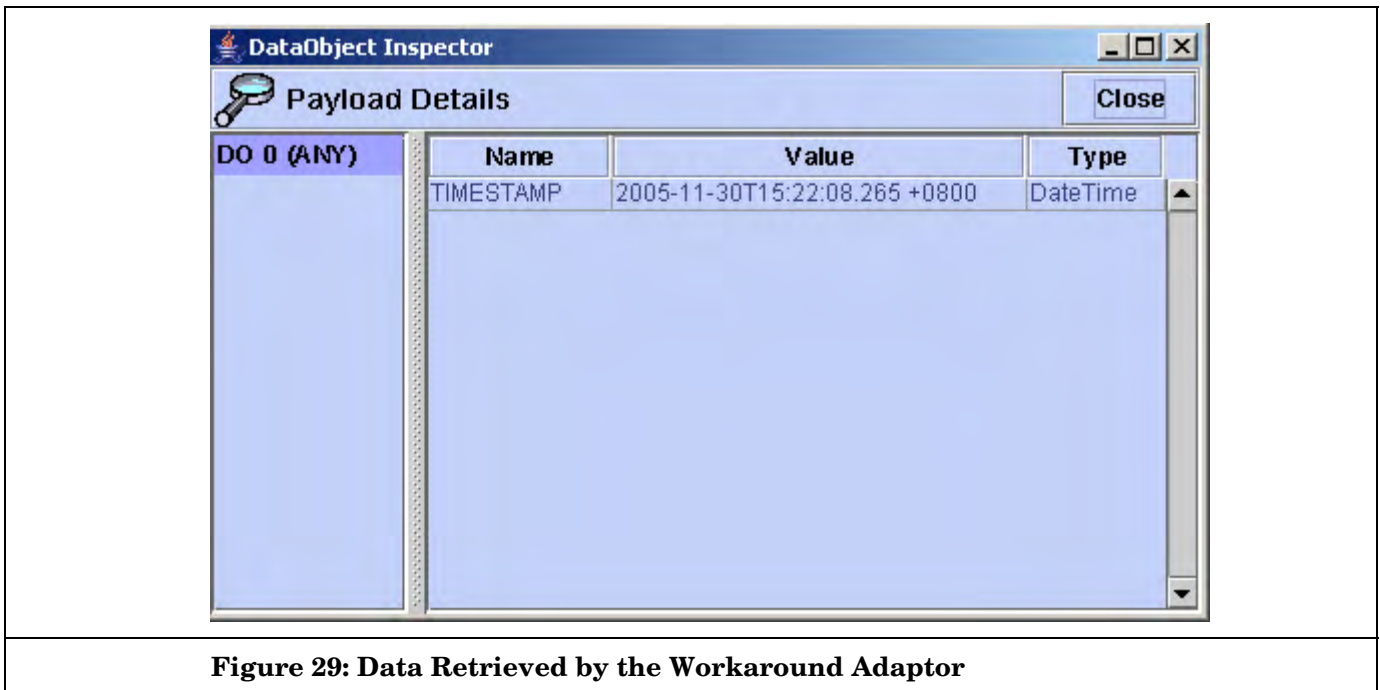 DataObject Inspector
Payload Details
Close
DO 0 (ANY)
Name Value Type
TIMESTAMP 2005-11-30T15:22:08.265 +0800 DateTime
Figure 29: Data Retrieved by the Workaround Adaptor